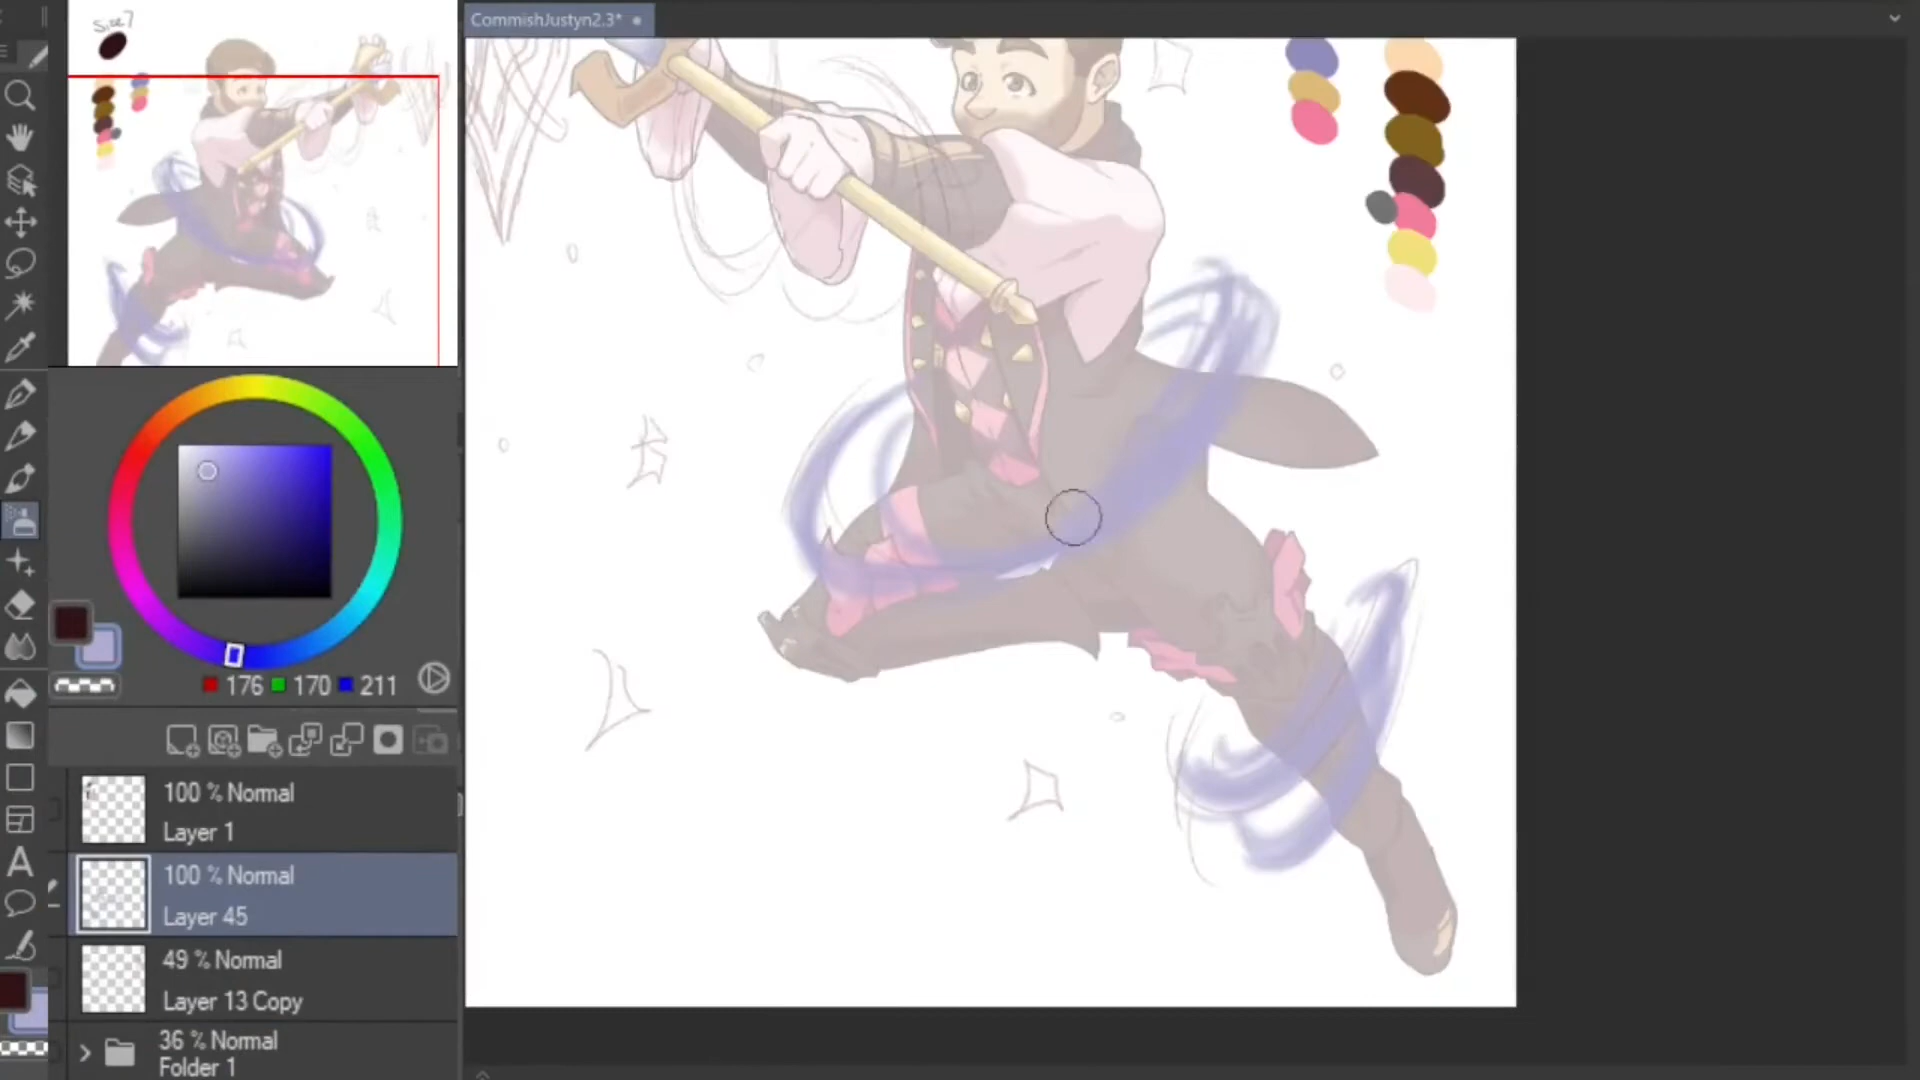 CommishJustyn2.3*
Size 7
176 170 211
100 % Normal
Layer 1
100 % Normal
Layer 45
49 % Normal
Layer 13 Copy
36 % Normal
Folder 1